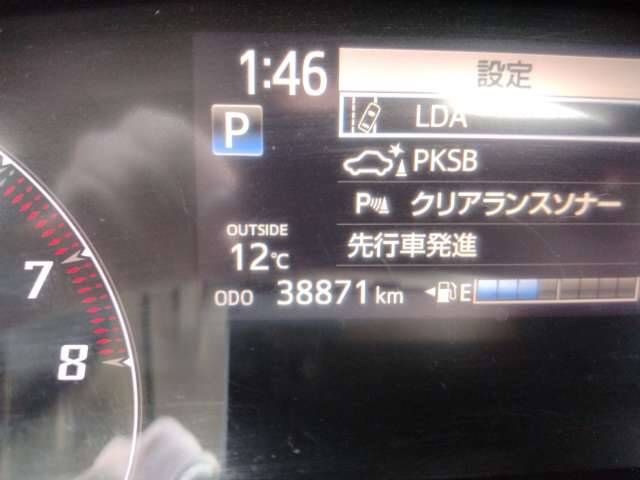 1:46
設定
LDA
P
PKSB
P クリアランスソナー
OUTSIDE
12℃
先行車発進
ODO 38871 km
E
7
8